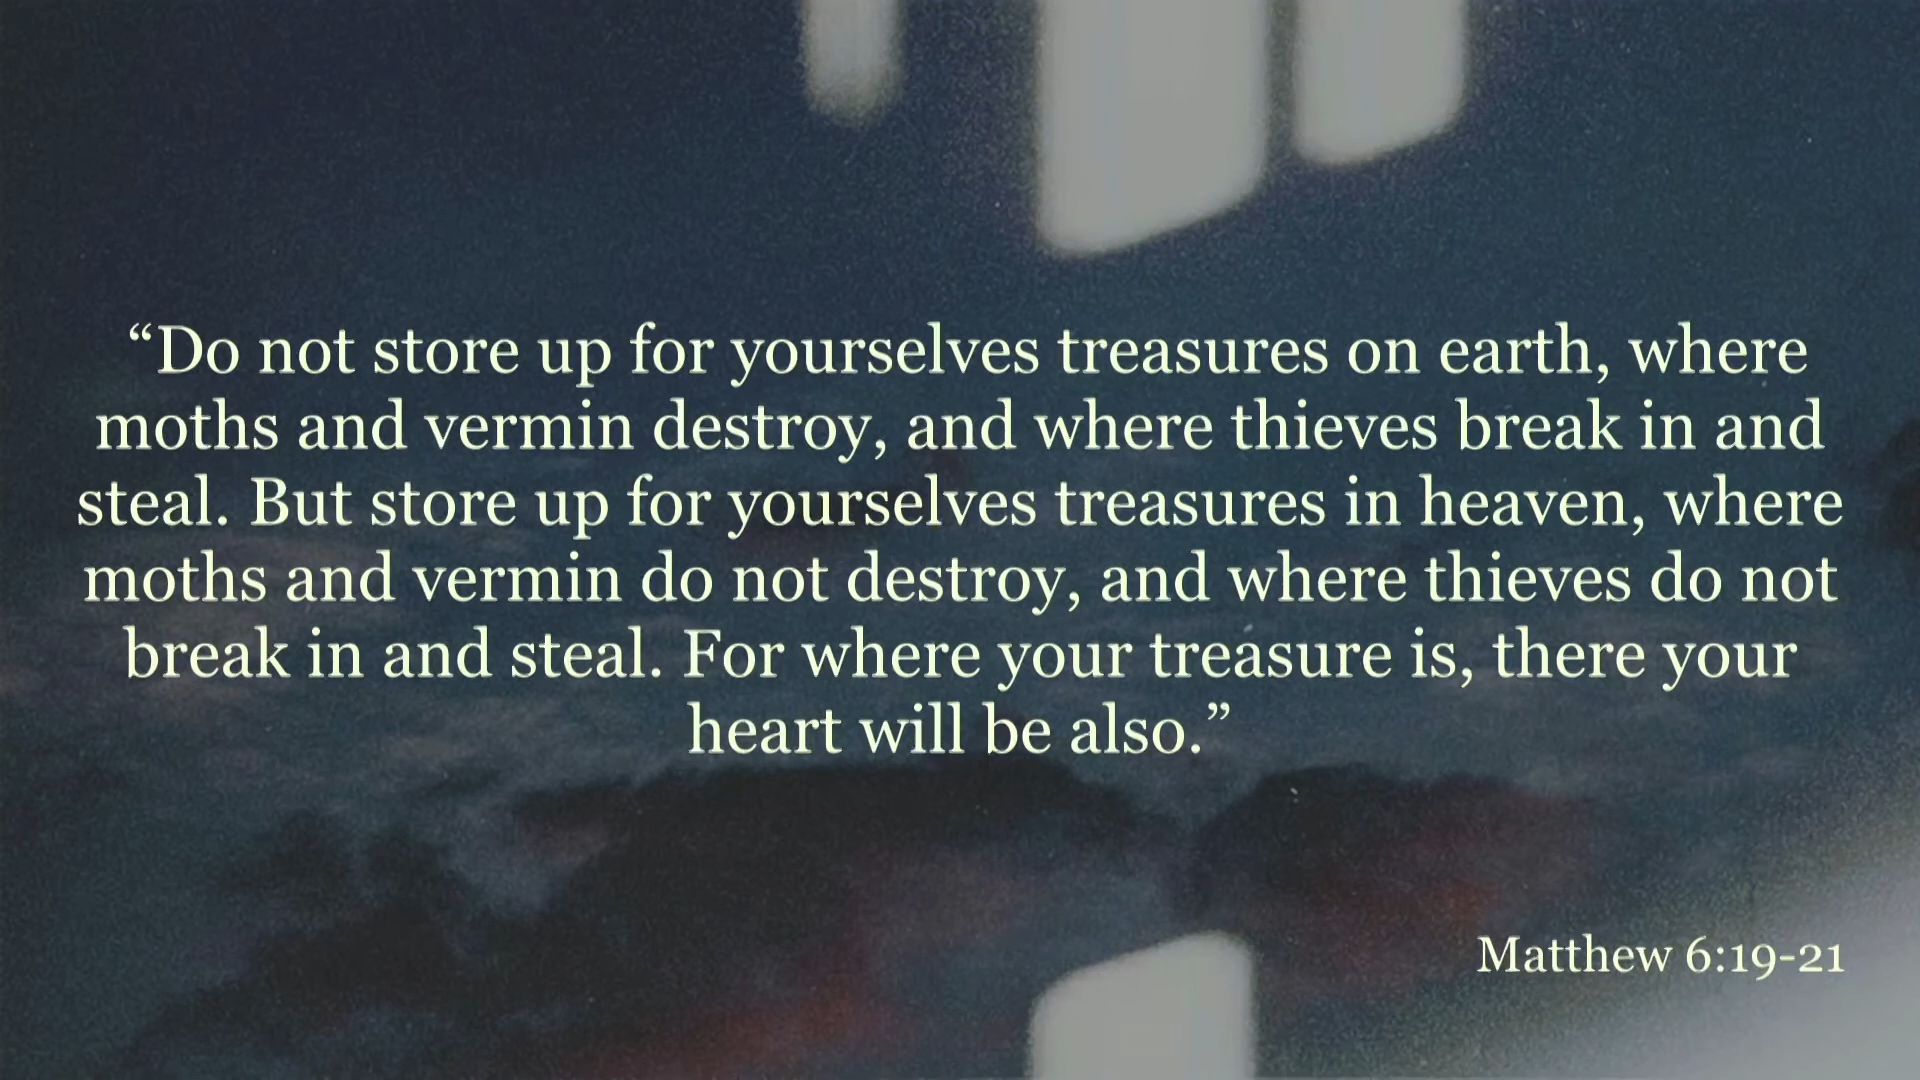 “Do not store up for yourselves treasures on earth, where
moths and vermin destroy, and where thieves break in and
steal. But store up for yourselves treasures in heaven, where
moths and vermin do not destroy, and where thieves do not
break in and steal. For where your treasure is, there your
heart will be also.”
Matthew 6:19-21